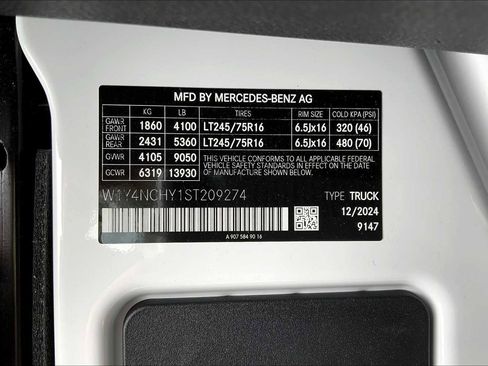 MFD BY MERCEDES-BENZ AG
KG LB TIRES RIM SIZE COLD KPA (PSI)
GAWR FRONT 1860 4100 LT245/75R16 6.5Jx16 320 (46)
GAWR REAR 2431 5360 LT245/75R16 6.5Jx16 480 (70)
GVWR 4105 9050 THIS VEHICLE CONFORMS TO ALL APPLICABLE FEDERAL
GCWR 6319 13930 VEHICLE SAFETY STANDARDS IN EFFECT ON THE DATE OF MANUFACTURE SHOWN BELOW.
W1Y4NCHY1ST209274 TYPE TRUCK
12/2024
9147
A 907 584 90 16